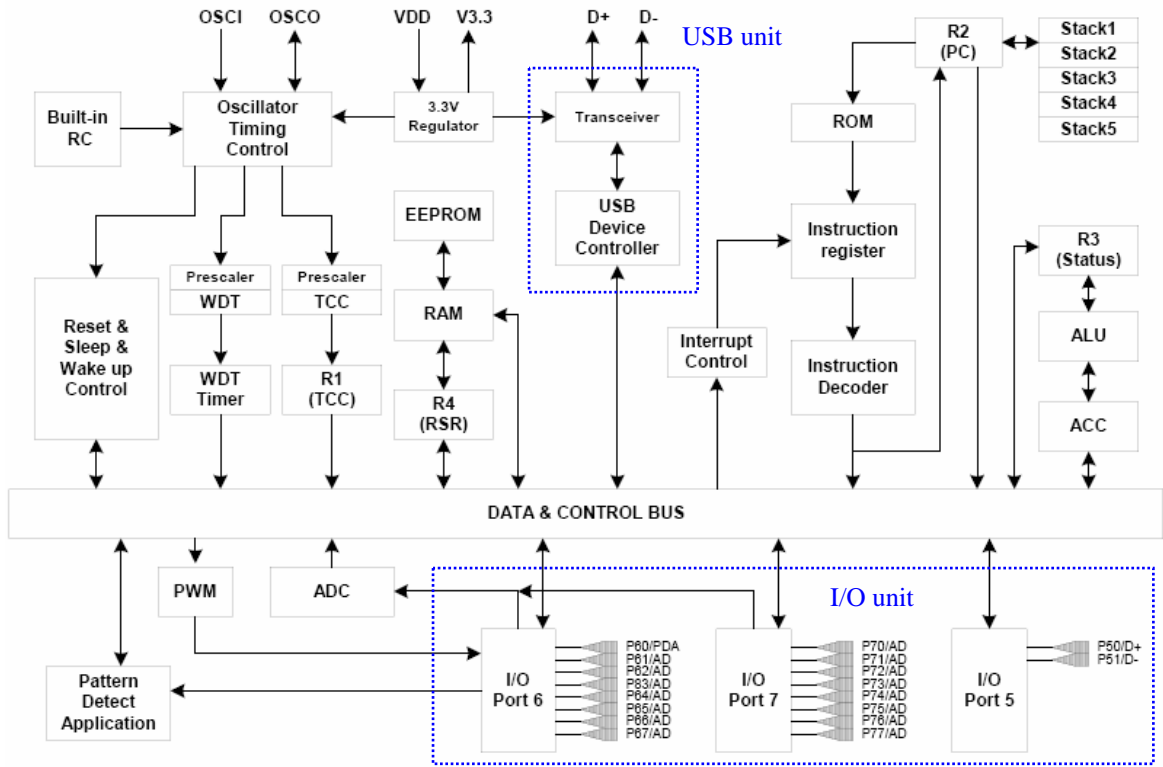 OSCI
OSCO
VDD
V3.3
D+
D-
USB unit
R2
(PC)
Stack1
Stack2
Stack3
Stack4
Stack5
Built-in
RC
Oscillator
Timing
Control
3.3V
Regulator
Transceiver
ROM
EEPROM
USB
Device
Controller
Instruction
register
R3
(Status)
Prescaler
WDT
Prescaler
TCC
RAM
Reset &
Sleep &
Wake up
Control
Interrupt
Control
ALU
WDT
Timer
R1
(TCC)
R4
(RSR)
Instruction
Decoder
ACC
DATA & CONTROL BUS
PWM
ADC
I/O unit
Pattern
Detect
Application
I/O
Port 6
P60/PDA
P61/AD
P62/AD
P83/AD
P64/AD
P65/AD
P66/AD
P67/AD
I/O
Port 7
P70/AD
P71/AD
P72/AD
P73/AD
P74/AD
P75/AD
P76/AD
P77/AD
I/O
Port 5
P50/D+
P51/D-